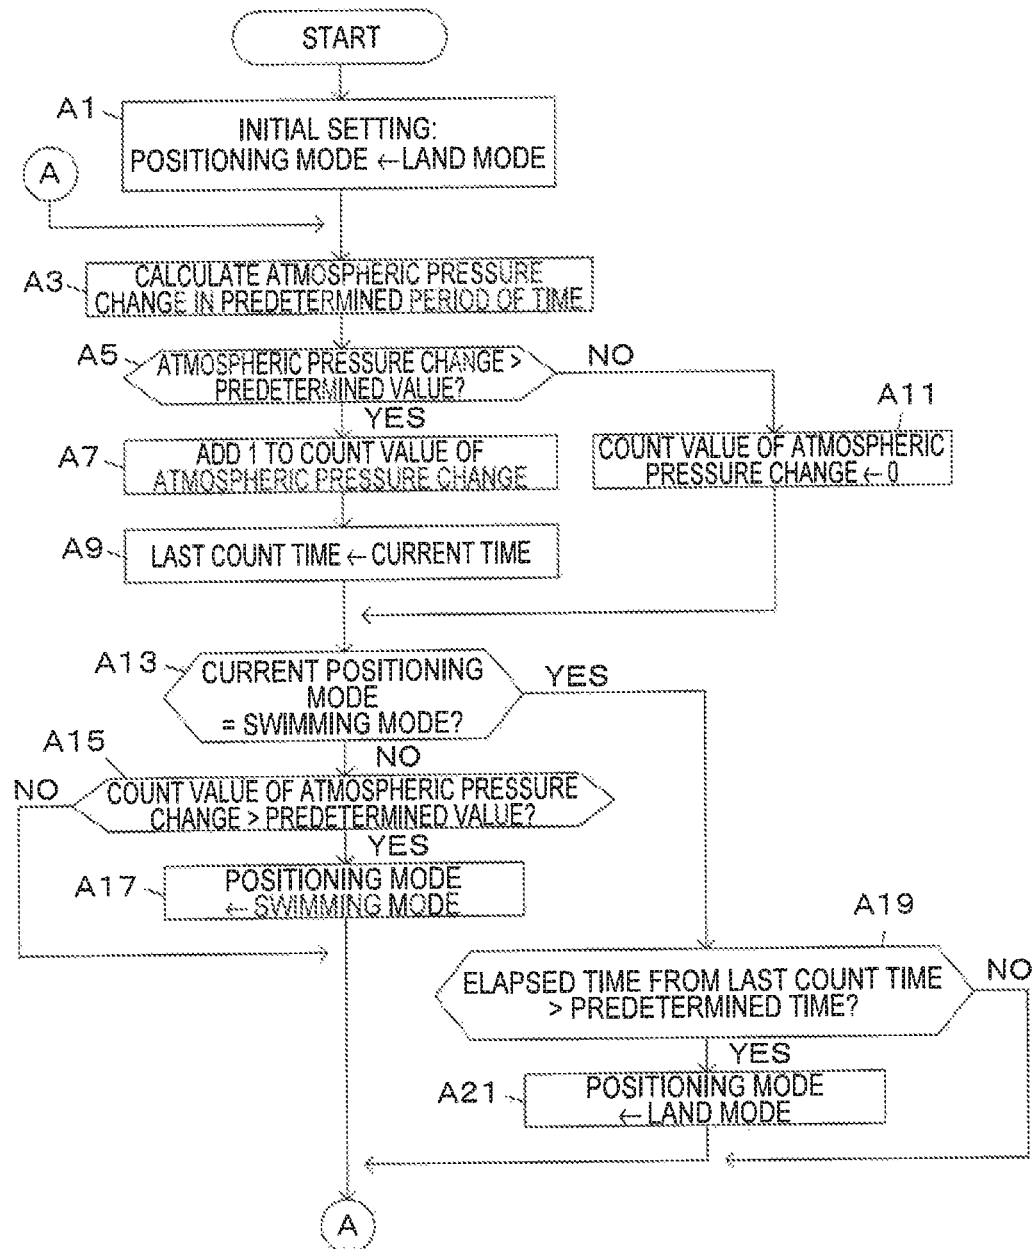 START
A1
INITIAL SETTING:
POSITIONING MODE ←LAND MODE
A
A3
CALCULATE ATMOSPHERIC PRESSURE
CHANGE IN PREDETERMINED PERIOD OF TIME
A5
ATMOSPHERIC PRESSURE CHANGE >
PREDETERMINED VALUE?
NO
YES
A7
ADD 1 TO COUNT VALUE OF
ATMOSPHERIC PRESSURE CHANGE
A11
COUNT VALUE OF ATMOSPHERIC
PRESSURE CHANGE ← 0
A9
LAST COUNT TIME ← CURRENT TIME
A13
CURRENT POSITIONING
MODE
= SWIMMING MODE?
YES
NO
A15
NO
COUNT VALUE OF ATMOSPHERIC PRESSURE
CHANGE > PREDETERMINED VALUE?
YES
A17
POSITIONING MODE
← SWIMMING MODE
A19
ELAPSED TIME FROM LAST COUNT TIME
> PREDETERMINED TIME?
NO
YES
A21
POSITIONING MODE
← LAND MODE
A